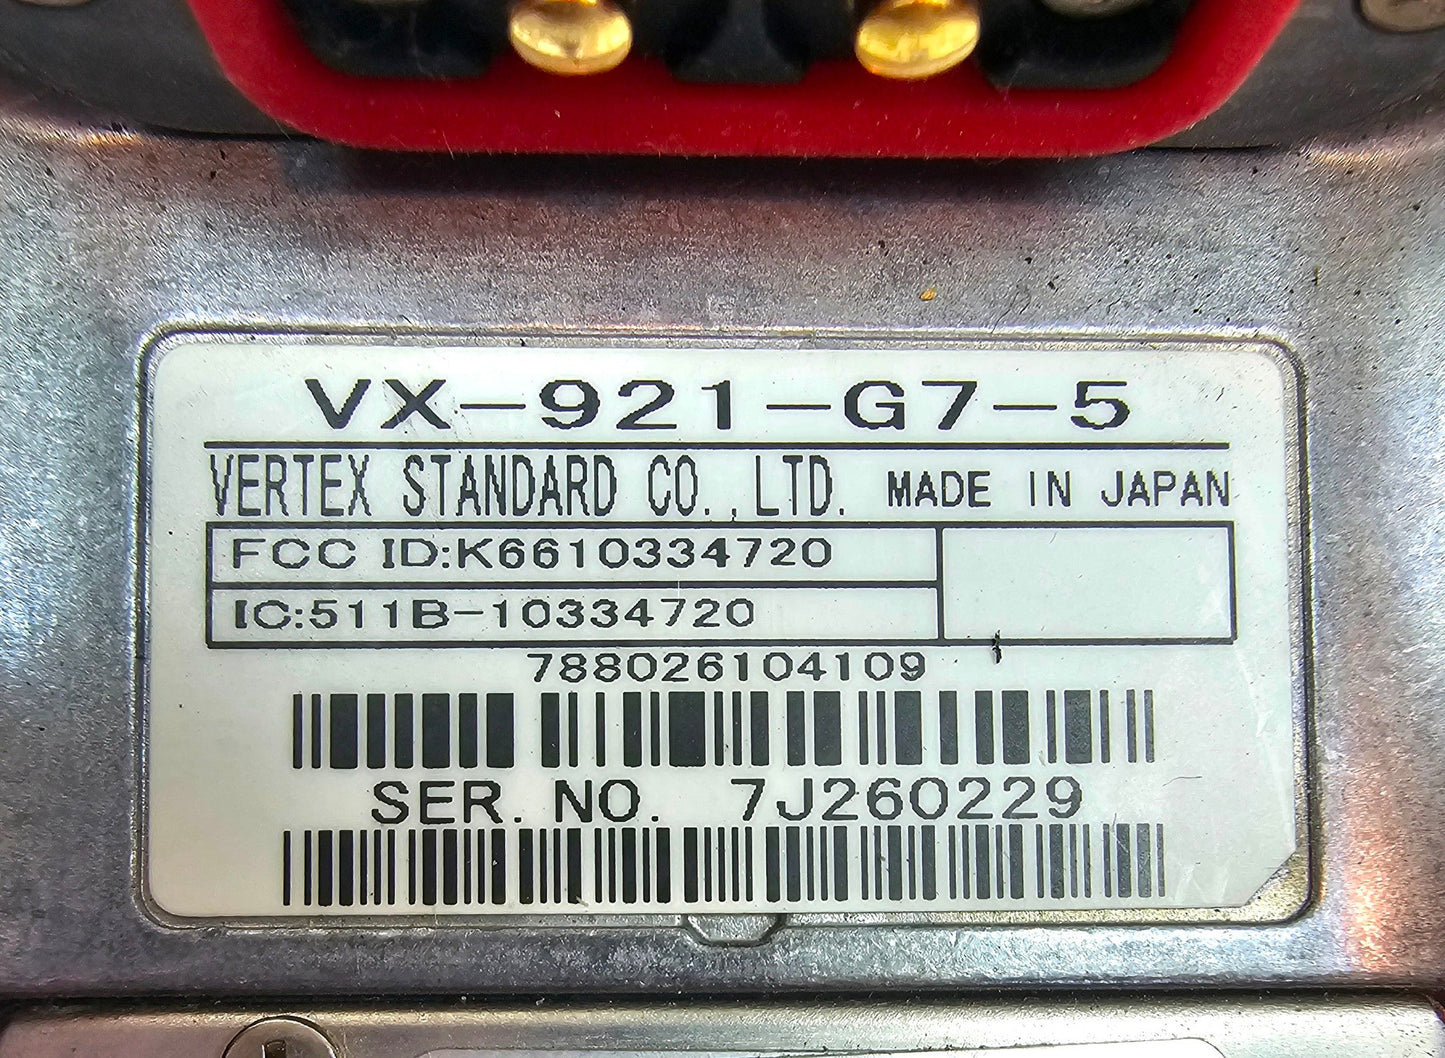 VX-921-G7-5
VERTEX STANDARD CO.,LTD. MADE IN JAPAN
FCC ID:K6610334720
IC:511B-10334720
788026104109
SER. NO. 7J260229